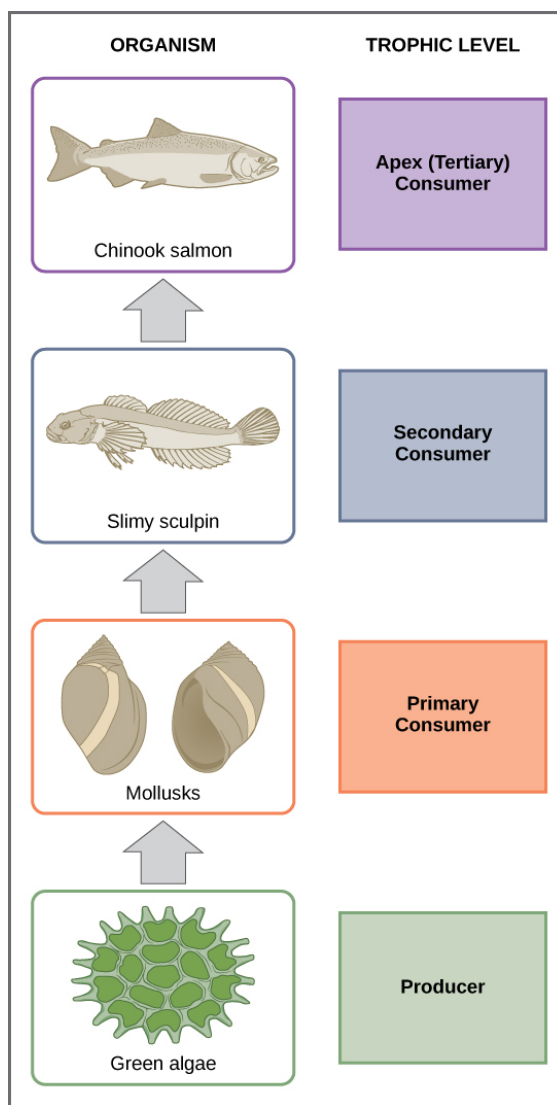 ORGANISM
TROPHIC LEVEL
Chinook salmon
Apex (Tertiary)
Consumer
Slimy sculpin
Secondary
Consumer
Mollusks
Primary
Consumer
Green algae
Producer